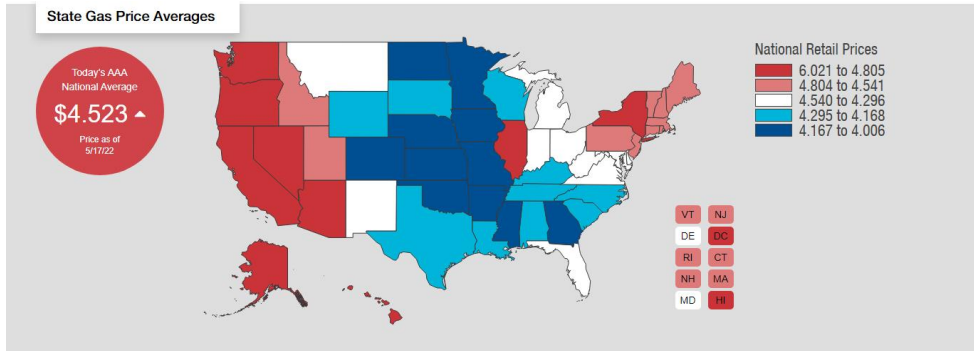 State Gas Price Averages
Today's AAA
National Average
$4.523
Price as of
5/17/22
National Retail Prices
6.021 to 4.805
4.804 to 4.541
4.540 to 4.296
4.295 to 4.168
4.167 to 4.006
VT NJ
DE DC
RI CT
NH MA
MD HI